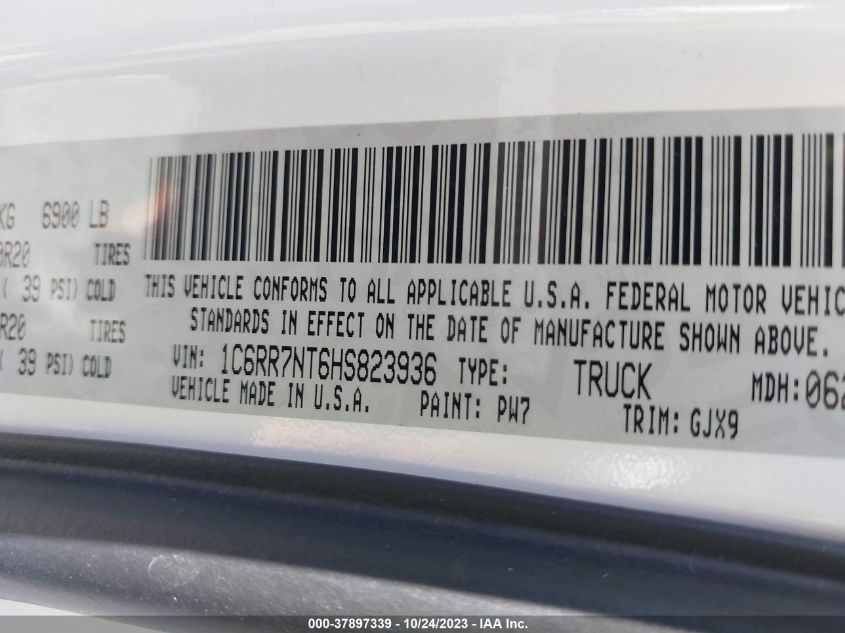 KG 6900 LB
0R20 TIRES
( 39 PSI) COLD
R20 TIRES
39 PSI) COLD
THIS VEHICLE CONFORMS TO ALL APPLICABLE U.S.A. FEDERAL MOTOR VEHIC
STANDARDS IN EFFECT ON THE DATE OF MANUFACTURE SHOWN ABOVE.
VIN: 1C6RR7NT6HS823936 TYPE: TRUCK MDH:062
VEHICLE MADE IN U.S.A. PAINT: PW7 TRIM: GJX9
000-37897339 / 10/24/2023 - IAA Inc.